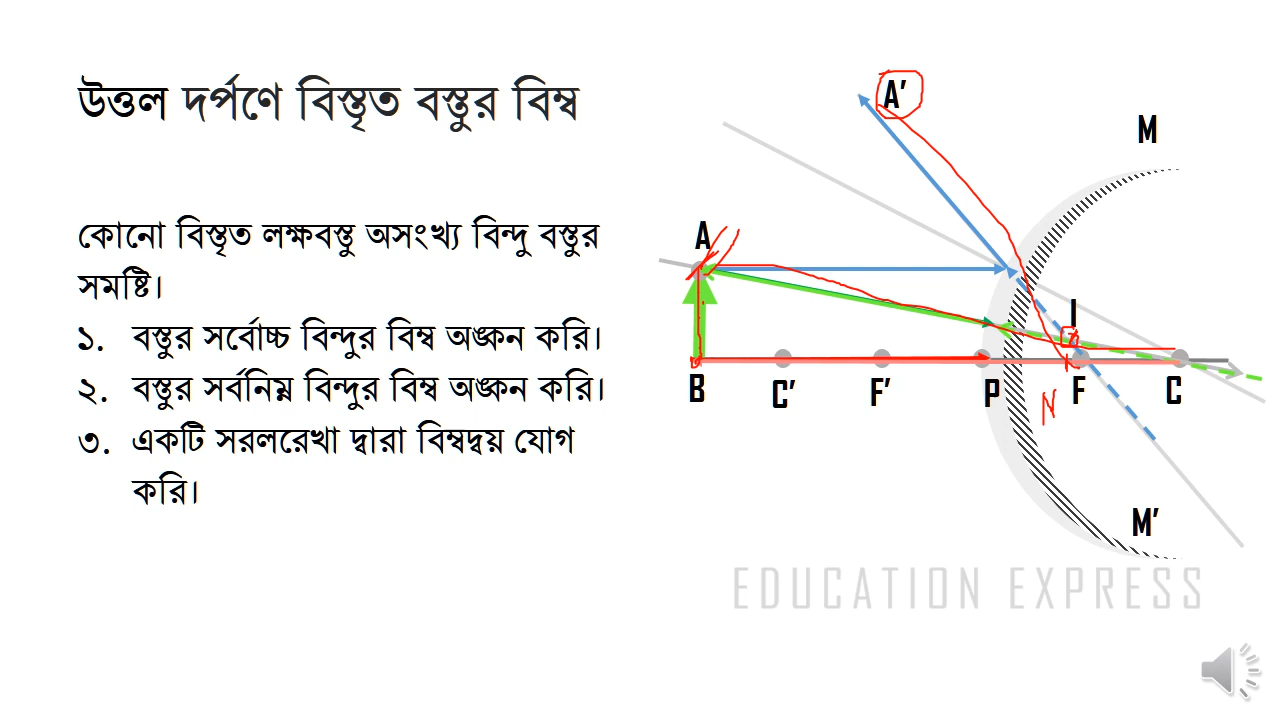 উত্তল দর্পণে বিস্তৃত বস্তুর বিম্ব
কোনো বিস্তৃত লক্ষবস্তু অসংখ্য বিন্দু বস্তুর
সমষ্টি।
১. বস্তুর সর্বোচ্চ বিন্দুর বিম্ব অঙ্কন করি।
২. বস্তুর সর্বনিম্ন বিন্দুর বিম্ব অঙ্কন করি।
৩. একটি সরলরেখা দ্বারা বিম্বদ্বয় যোগ
করি।
A′
M
A
I
B C′ F′ P F C
N
M′
EDUCATION EXPRESS